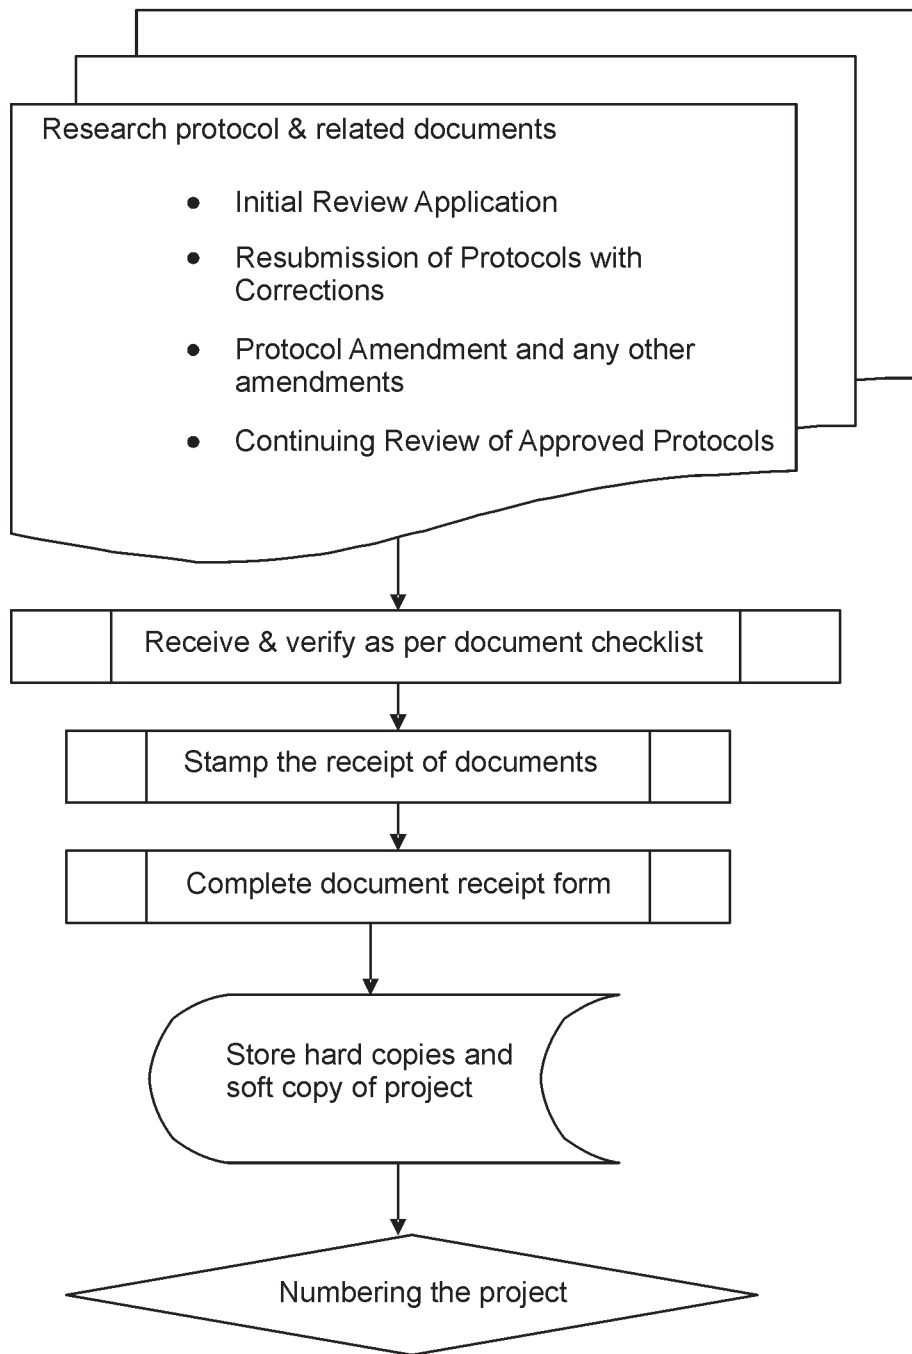 Research protocol & related documents
● Initial Review Application
● Resubmission of Protocols with
Corrections
● Protocol Amendment and any other
amendments
● Continuing Review of Approved Protocols
Receive & verify as per document checklist
Stamp the receipt of documents
Complete document receipt form
Store hard copies and
soft copy of project
Numbering the project